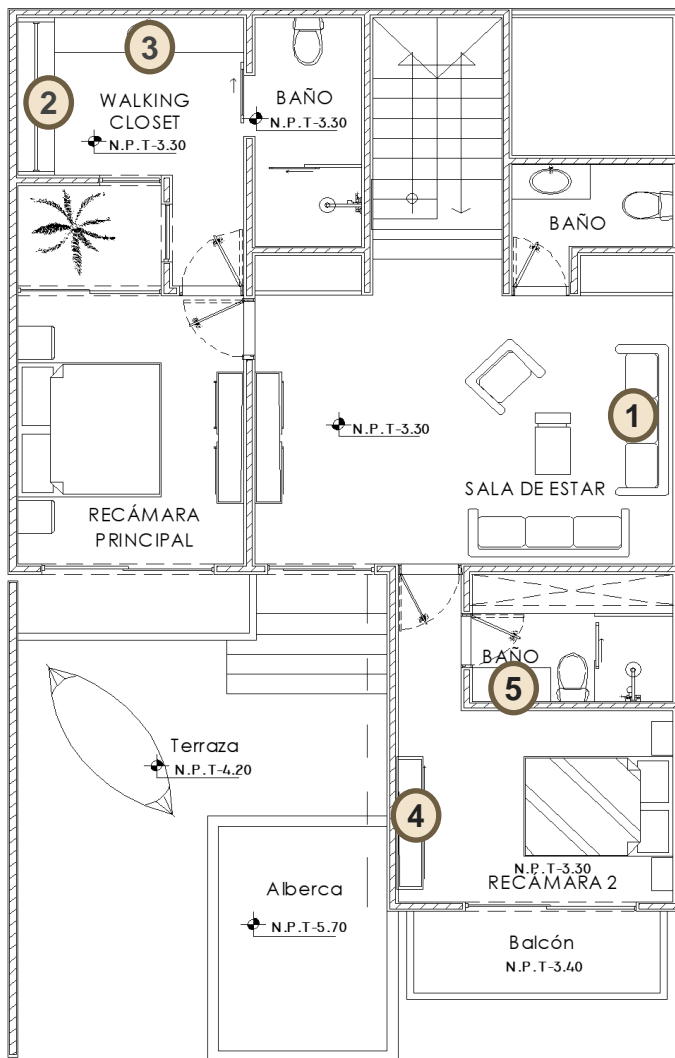 3
2
WALKING
CLOSET
N.P.T-3.30
BAÑO
N.P.T-3.30
BAÑO
1
N.P.T-3.30
SALA DE ESTAR
RECÁMARA
PRINCIPAL
BAÑO
5
Terraza
N.P.T-4.20
4
N.P.T-3.30
RECÁMARA 2
Alberca
N.P.T-5.70
Balcón
N.P.T-3.40